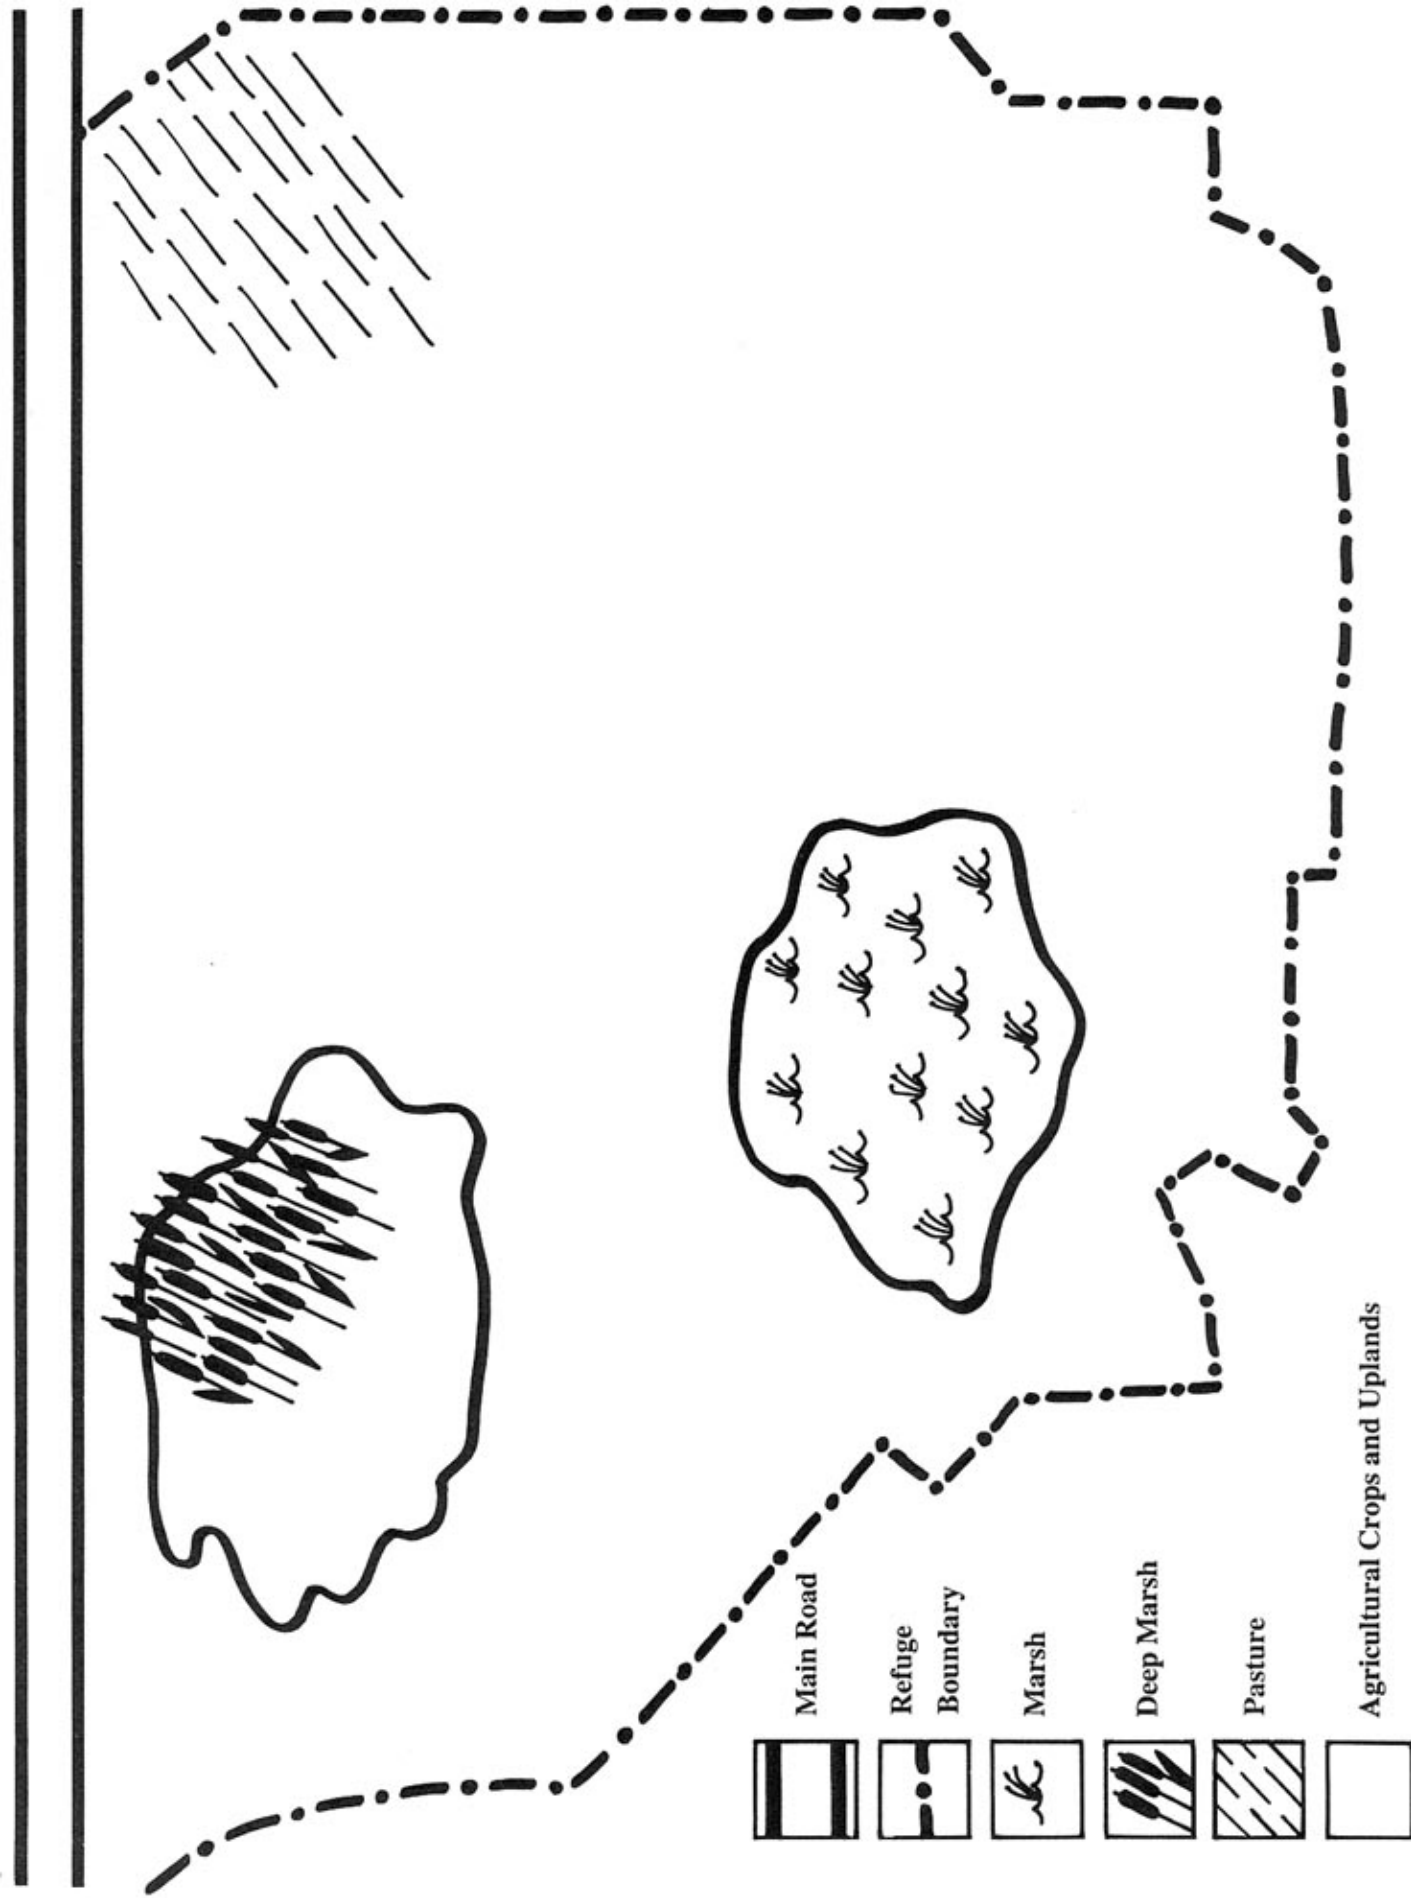 Main Road
Refuge
Boundary
Marsh
Deep Marsh
Pasture
Agricultural Crops and Uplands